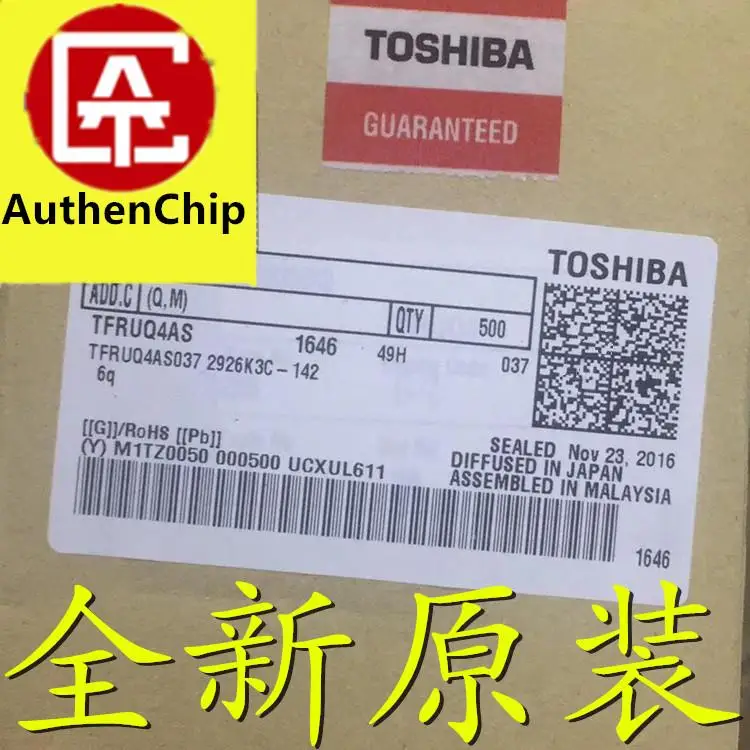 TOSHIBA
GUARANTEED
AuthenChip
TOSHIBA
ADD.C (Q,M)
QTY 500
TFRUQ4AS 1646 49H 037
TFRUQ4AS037 2926K3C-142
6q
[[G]]/RoHS [[Pb]]
(Y) M1TZ0050 000500 UCXUL611
SEALED Nov 23, 2016
DIFFUSED IN JAPAN
ASSEMBLED IN MALAYSIA
1646
全新原装